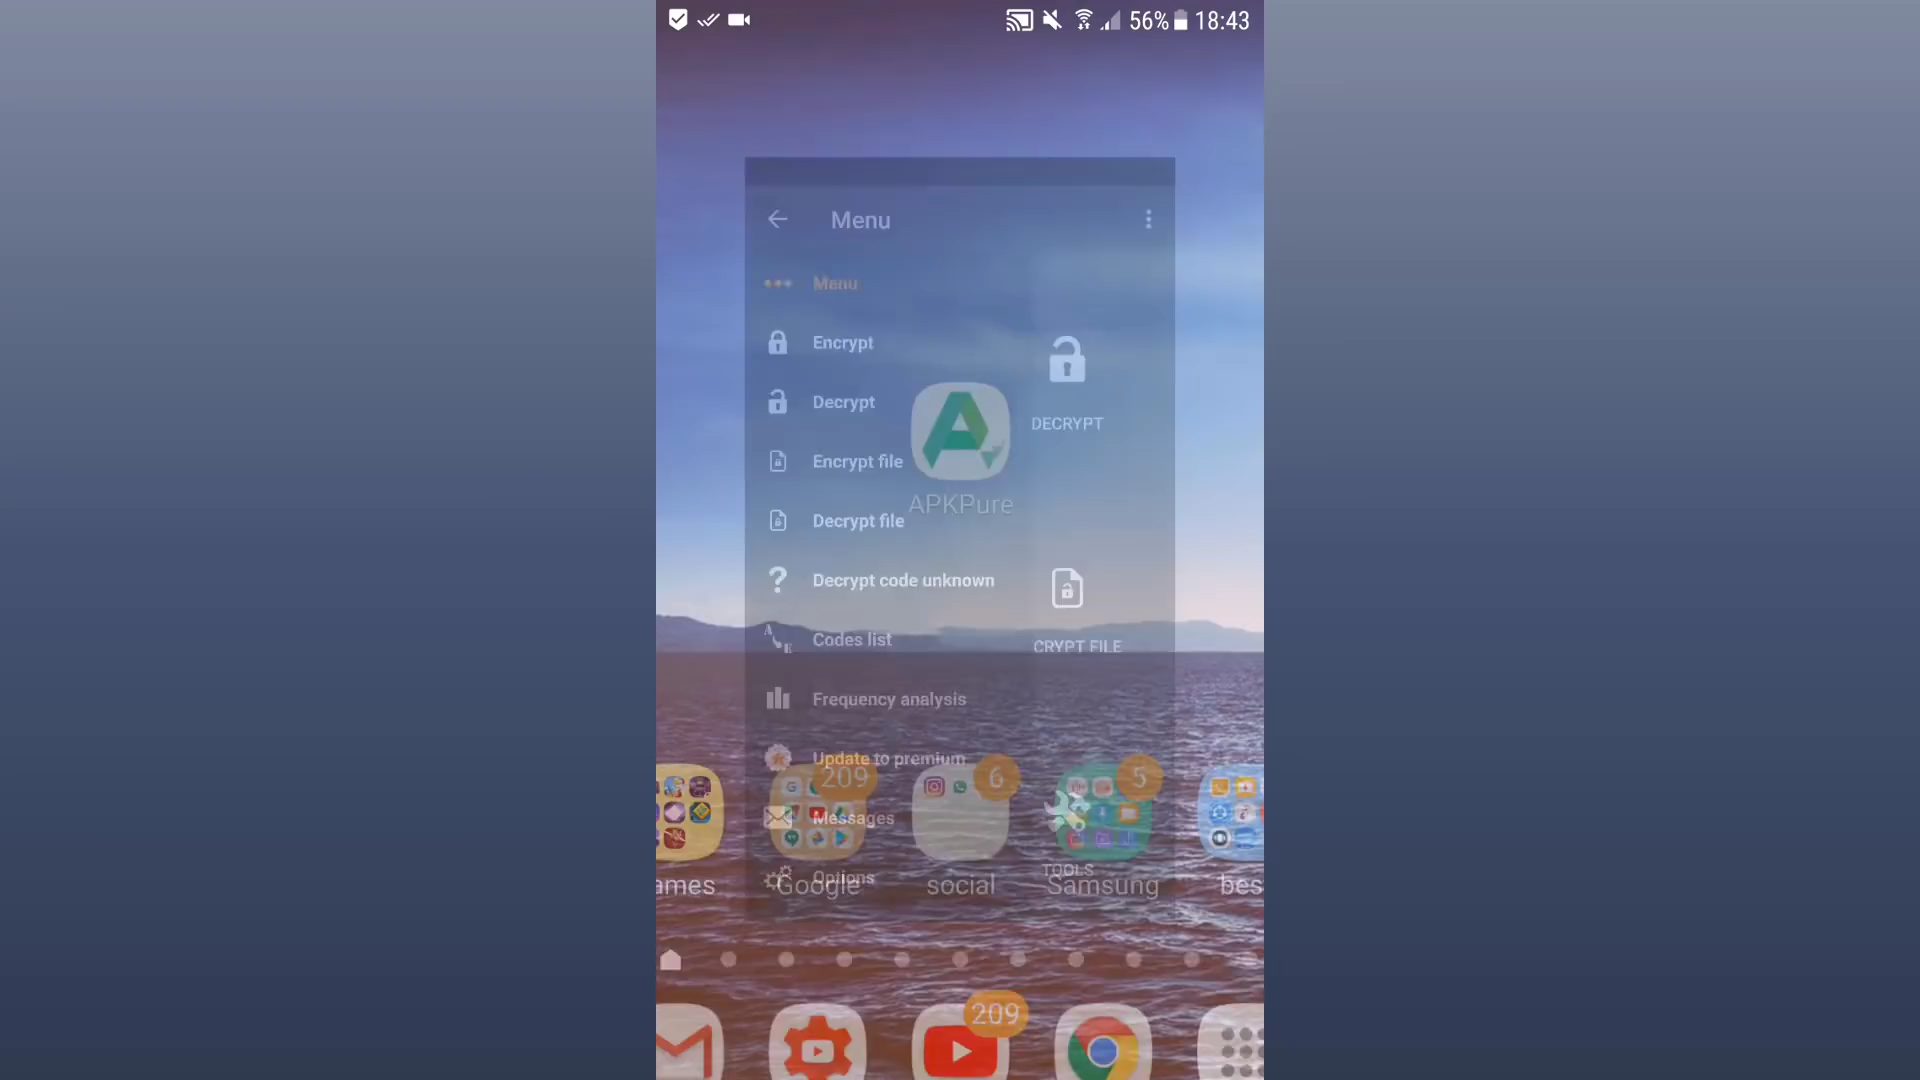 56% 18:43
Menu
Menu
Encrypt
Decrypt
DECRYPT
Encrypt file
APKPure
Decrypt file
Decrypt code unknown
Codes list
CRYPT FILE
Frequency analysis
Update to premium
209
6
5
Messages
Options
TOOLS
ames
Google
social
Samsung
bes
209